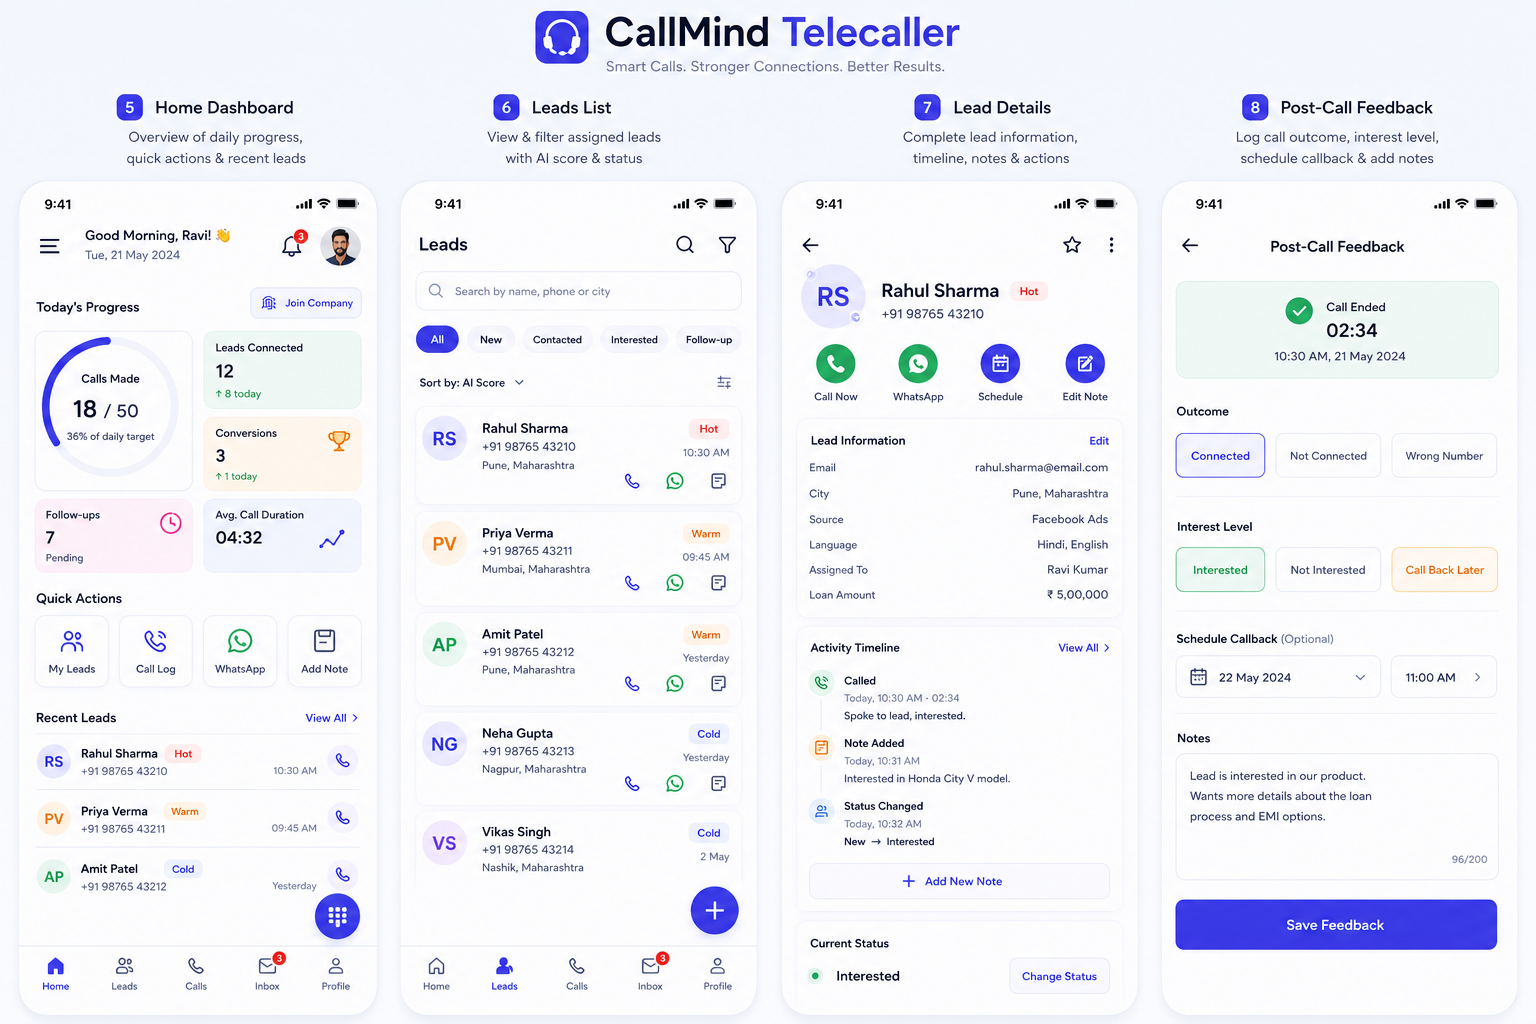 CallMind Telecaller
Smart Calls. Stronger Connections. Better Results.
5 Home Dashboard
Overview of daily progress,
quick actions & recent leads
9:41
Good Morning, Ravi! 👋
Tue, 21 May 2024
3
Today's Progress
Join Company
Calls Made
18 / 50
36% of daily target
Leads Connected
12
↑ 8 today
Conversions
3
↑ 1 today
Follow-ups
7
Pending
Avg. Call Duration
04:32
Quick Actions
My Leads
Call Log
WhatsApp
Add Note
Recent Leads
View All >
RS
Rahul Sharma Hot
+91 98765 43210
10:30 AM
PV
Priya Verma Warm
+91 98765 43211
09:45 AM
AP
Amit Patel Cold
+91 98765 43212
Yesterday
Home
Leads
Calls
3
Inbox
Profile
6 Leads List
View & filter assigned leads
with AI score & status
9:41
Leads
Search by name, phone or city
All
New
Contacted
Interested
Follow-up
Sort by: AI Score
RS
Rahul Sharma
+91 98765 43210
Pune, Maharashtra
Hot
10:30 AM
PV
Priya Verma
+91 98765 43211
Mumbai, Maharashtra
Warm
09:45 AM
AP
Amit Patel
+91 98765 43212
Pune, Maharashtra
Warm
Yesterday
NG
Neha Gupta
+91 98765 43213
Nagpur, Maharashtra
Cold
Yesterday
VS
Vikas Singh
+91 98765 43214
Nashik, Maharashtra
Cold
2 May
Home
Leads
Calls
3
Inbox
Profile
7 Lead Details
Complete lead information,
timeline, notes & actions
9:41
RS
Rahul Sharma Hot
+91 98765 43210
Call Now
WhatsApp
Schedule
Edit Note
Lead Information
Edit
Email rahul.sharma@email.com
City Pune, Maharashtra
Source Facebook Ads
Language Hindi, English
Assigned To Ravi Kumar
Loan Amount ₹ 5,00,000
Activity Timeline
View All >
Called
Today, 10:30 AM · 02:34
Spoke to lead, interested.
Note Added
Today, 10:31 AM
Interested in Honda City V model.
Status Changed
Today, 10:32 AM
New → Interested
+ Add New Note
Current Status
Interested
Change Status
8 Post-Call Feedback
Log call outcome, interest level,
schedule callback & add notes
9:41
Post-Call Feedback
Call Ended
02:34
10:30 AM, 21 May 2024
Outcome
Connected
Not Connected
Wrong Number
Interest Level
Interested
Not Interested
Call Back Later
Schedule Callback (Optional)
22 May 2024
11:00 AM >
Notes
Lead is interested in our product.
Wants more details about the loan
process and EMI options.
96/200
Save Feedback